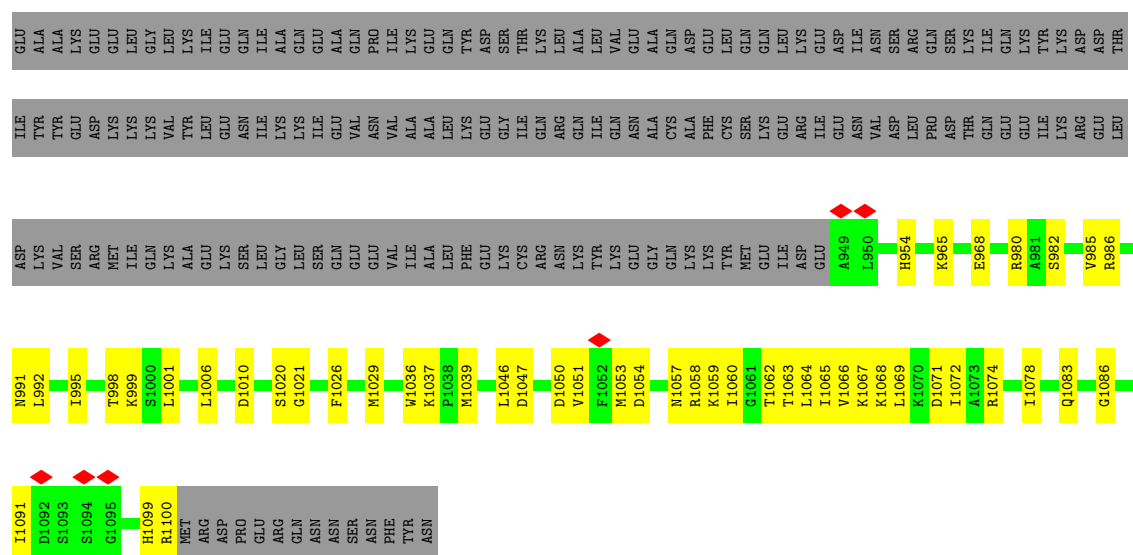 GLU ALA ALA LYS GLU GLU LEU GLY LEU LYS ILE GLU GLN ILE ALA GLN GLU ALA GLN PRO ILE LYS GLU GLN TYR ASP SER THR LYS LEU ALA LEU VAL GLU ALA GLN ASP GLU LEU GLN GLN LEU LYS GLU ASP ILE ASN SER ARG GLN SER LYS ILE GLN LYS TYR LYS ASP ASP THR
ILE TYR TYR GLU ASP LYS LYS LYS VAL TYR LEU GLU ASN ILE LYS LYS ILE GLU VAL ASN VAL ALA ALA LEU LYS GLU GLY ILE GLN ARG GLN ILE GLN ASN ALA CYS ALA PHE CYS SER LYS GLU ARG ILE GLU ASN VAL ASP LEU PRO ASP THR GLN GLU GLU ILE LYS ARG GLU LEU
ASP LYS VAL SER ARG MET ILE GLN LYS ALA GLU LYS SER LEU GLY LEU SER GLN GLU GLU VAL ILE ALA LEU PHE GLU LYS CYS ARG ASN LYS TYR LYS GLU GLY GLN LYS LYS TYR MET GLU ILE ASP GLU A949 L950 H954 K965 E968 R980 A981 S982 V985 R986
N991 L992 I995 T998 K999 S1000 L1001 L1006 D1010 S1020 G1021 F1026 M1029 W1036 K1037 P1038 M1039 L1046 D1047 D1050 V1051 F1052 M1053 D1054 N1057 R1058 K1059 I1060 G1061 T1062 T1063 L1064 I1065 V1066 K1067 K1068 L1069 K1070 D1071 I1072 A1073 R1074 I1078 Q1083 G1086
I1091 D1092 S1093 S1094 G1095 H1099 R1100 MET ARG ASP PRO GLU ARG GLN ASN ASN SER ASN PHE TYR ASN